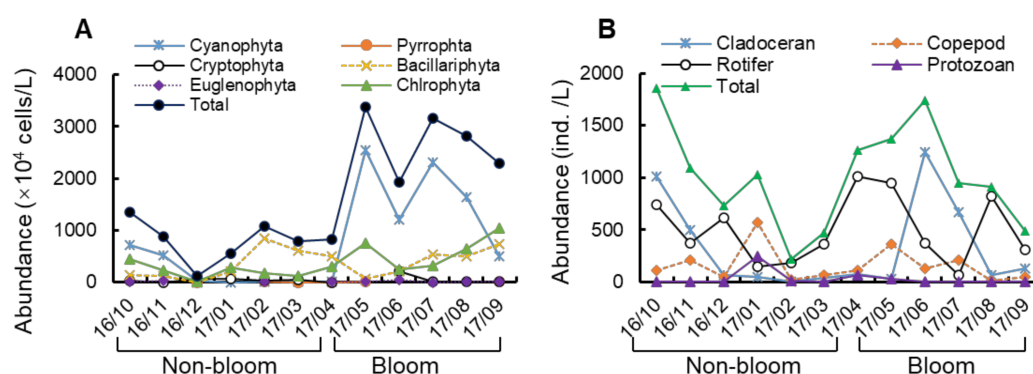 A
Cyanophyta
Pyrrophta
Cryptophyta
Bacillariphyta
Euglenophyta
Chlrophyta
Total
Abundance (×10⁴ cells/L)
4000
3000
2000
1000
0
16/10
16/11
16/12
17/01
17/02
17/03
17/04
17/05
17/06
17/07
17/08
17/09
Non-bloom
Bloom
B
Cladoceran
Copepod
Rotifer
Protozoan
Total
Abundance (ind. /L)
2000
1500
1000
500
0
16/10
16/11
16/12
17/01
17/02
17/03
17/04
17/05
17/06
17/07
17/08
17/09
Non-bloom
Bloom